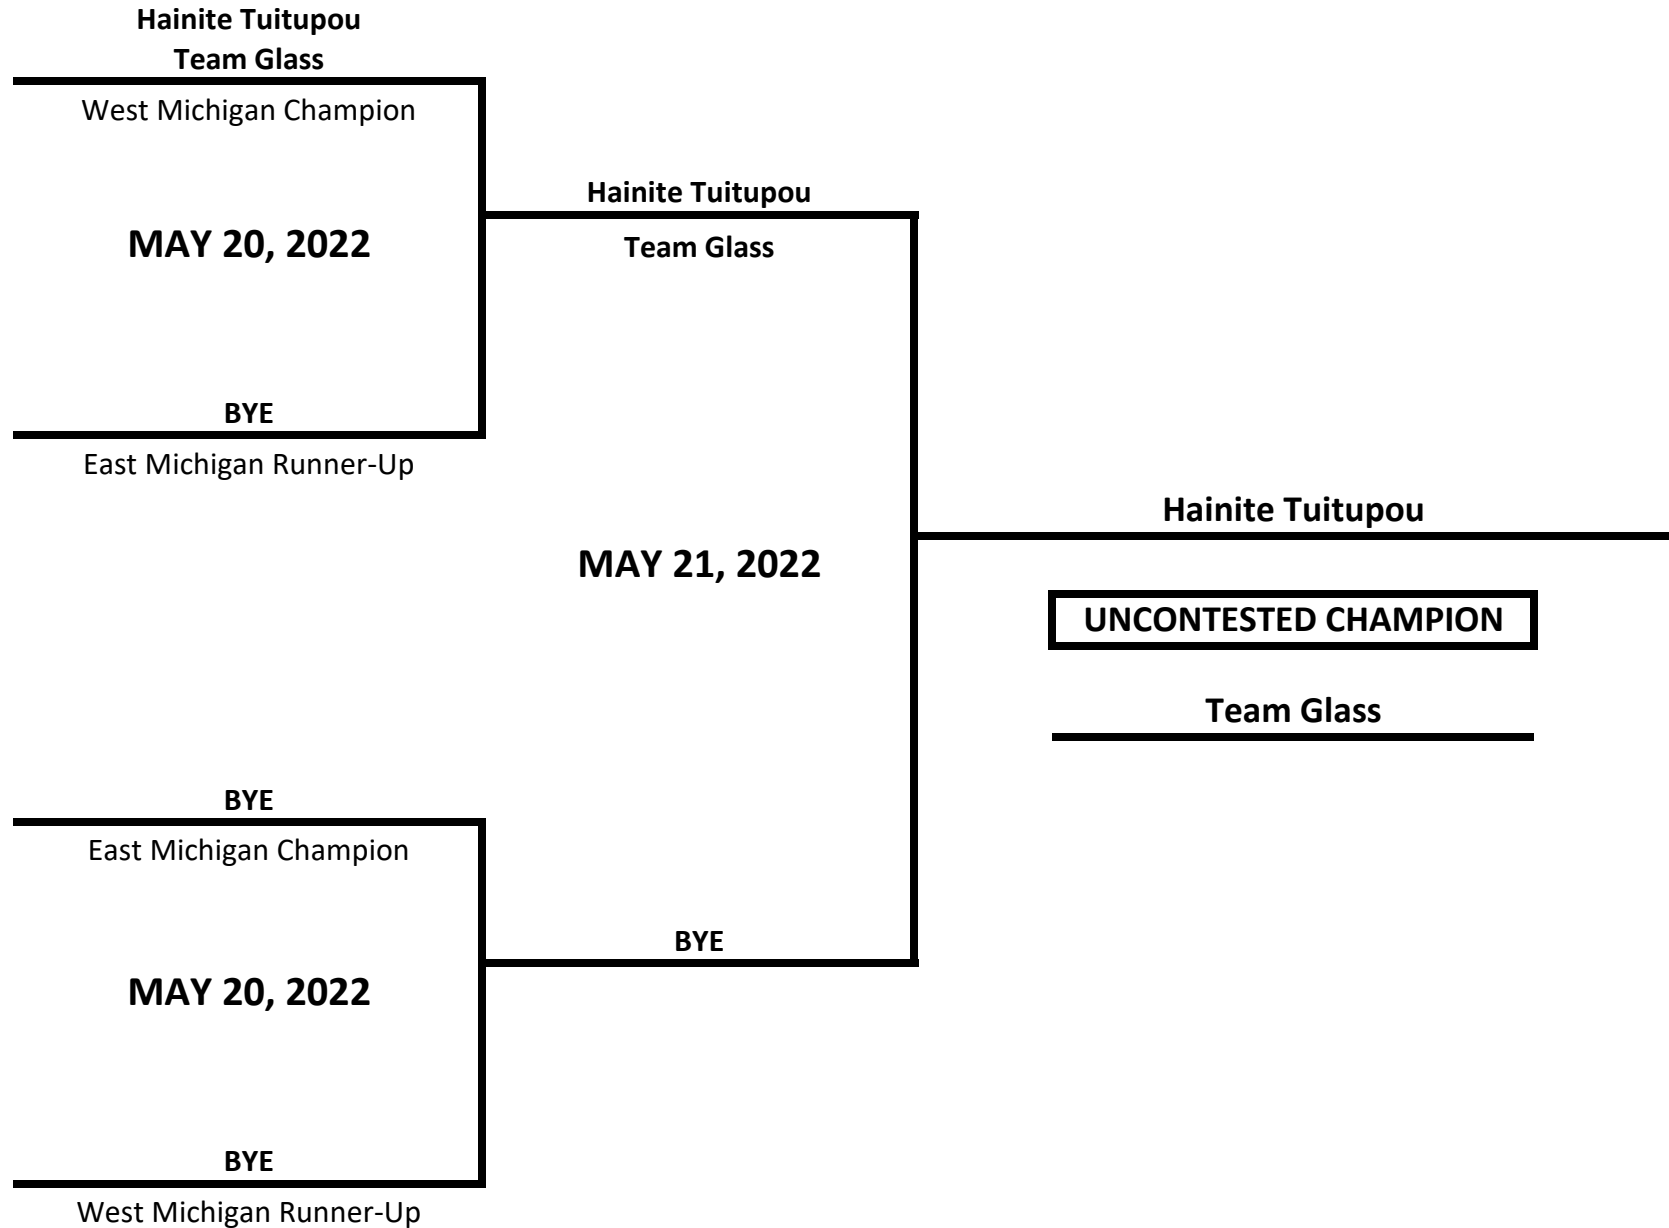 Hainite Tuitupou
Team Glass
West Michigan Champion
MAY 20, 2022
BYE
East Michigan Runner-Up
Hainite Tuitupou
Team Glass
MAY 21, 2022
BYE
East Michigan Champion
MAY 20, 2022
BYE
West Michigan Runner-Up
BYE
Hainite Tuitupou
UNCONTESTED CHAMPION
Team Glass